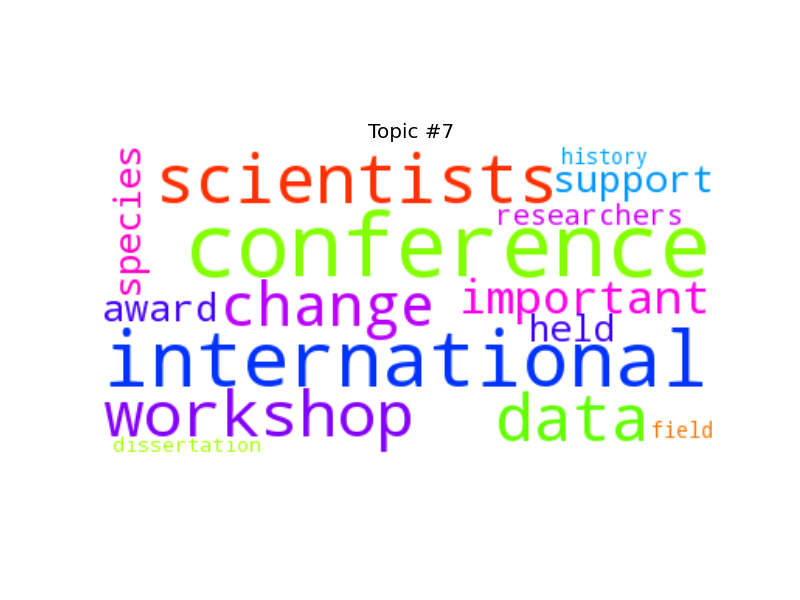 Topic #7
species
scientists
history
support
researchers
conference
award
change
important
held
international
workshop
data
field
dissertation